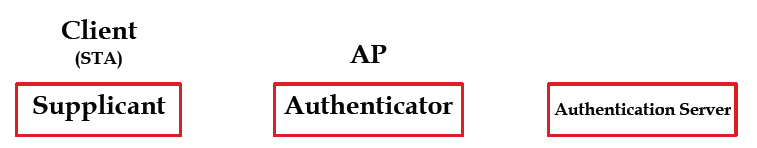 Client
(STA)
AP
Supplicant
Authenticator
Authentication Server